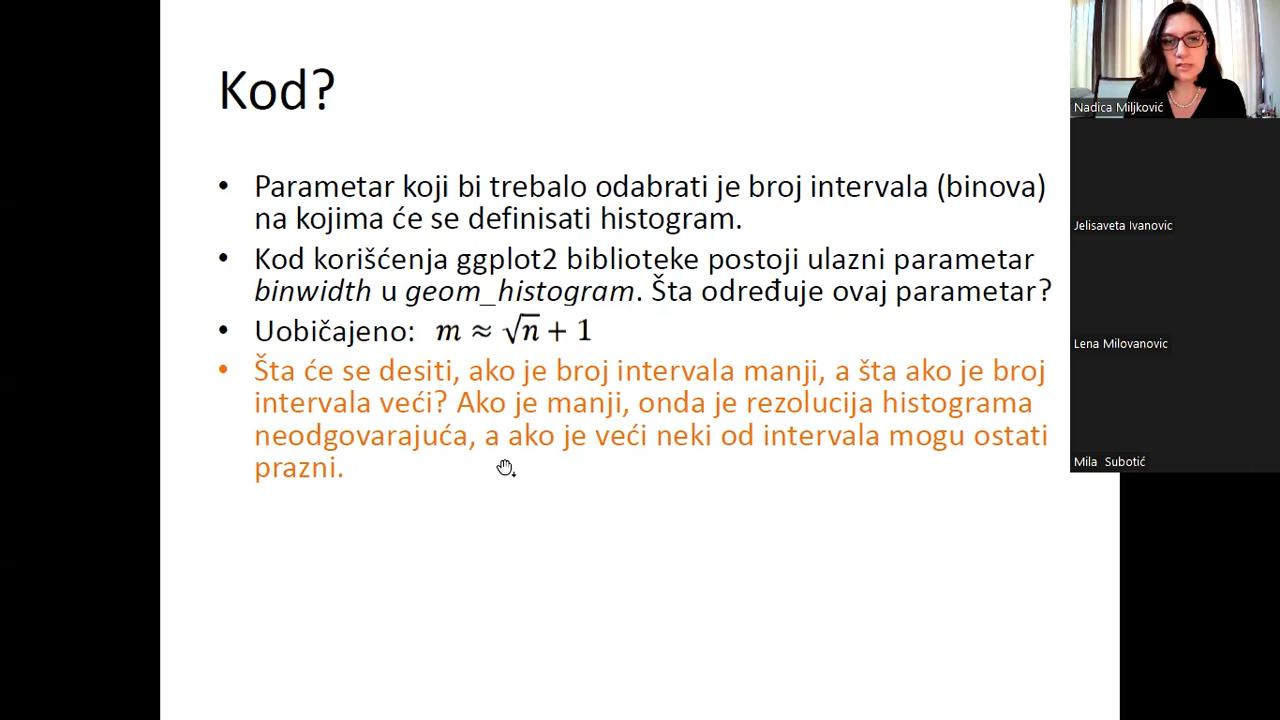 Kod?
• Parametar koji bi trebalo odabrati je broj intervala (binova)
na kojima će se definisati histogram.
• Kod korišćenja ggplot2 biblioteke postoji ulazni parametar
binwidth u geom_histogram. Šta određuje ovaj parametar?
• Uobičajeno: m ≈ √n + 1
• Šta će se desiti, ako je broj intervala manji, a šta ako je broj
intervala veći? Ako je manji, onda je rezolucija histograma
neodgovarajuća, a ako je veći neki od intervala mogu ostati
prazni.
Nadica Miljković
Jelisaveta Ivanovic
Lena Milovanovic
Mila Subotić